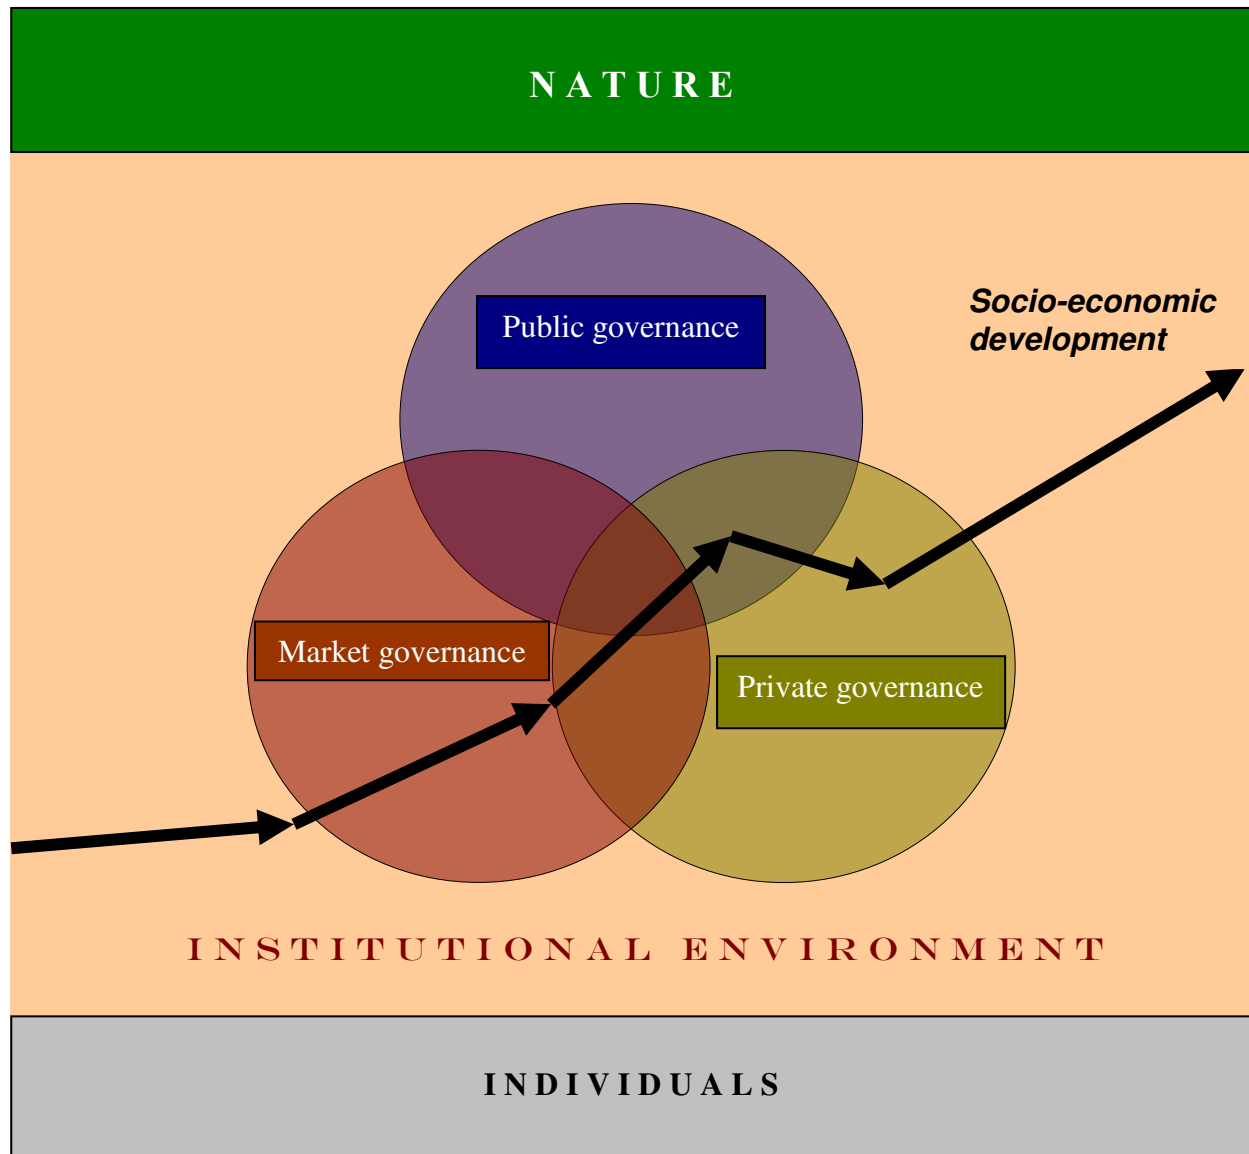 NATURE
Public governance
Socio-economic
development
Market governance
Private governance
INSTITUTIONAL ENVIRONMENT
INDIVIDUALS